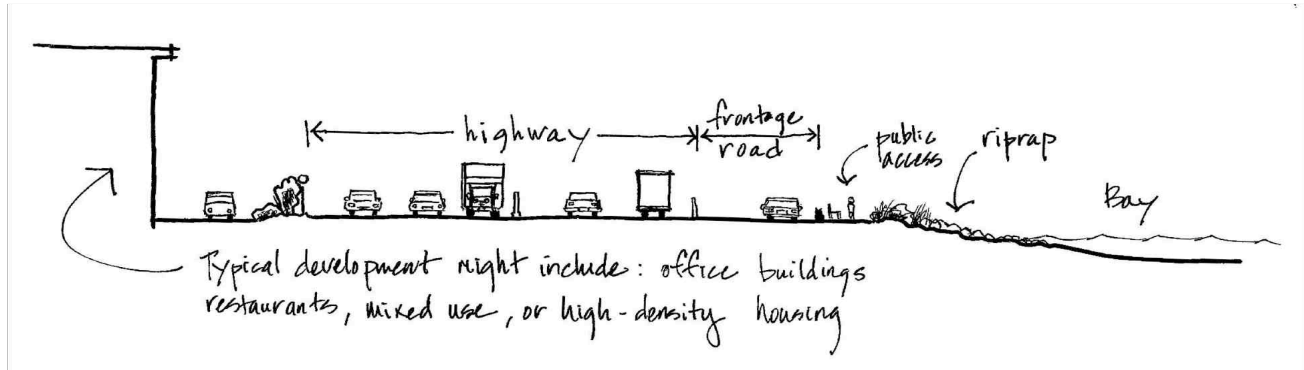 highway
frontage
road
public
access
riprap
Bay
Typical development might include: office buildings
restaurants, mixed use, or high-density housing